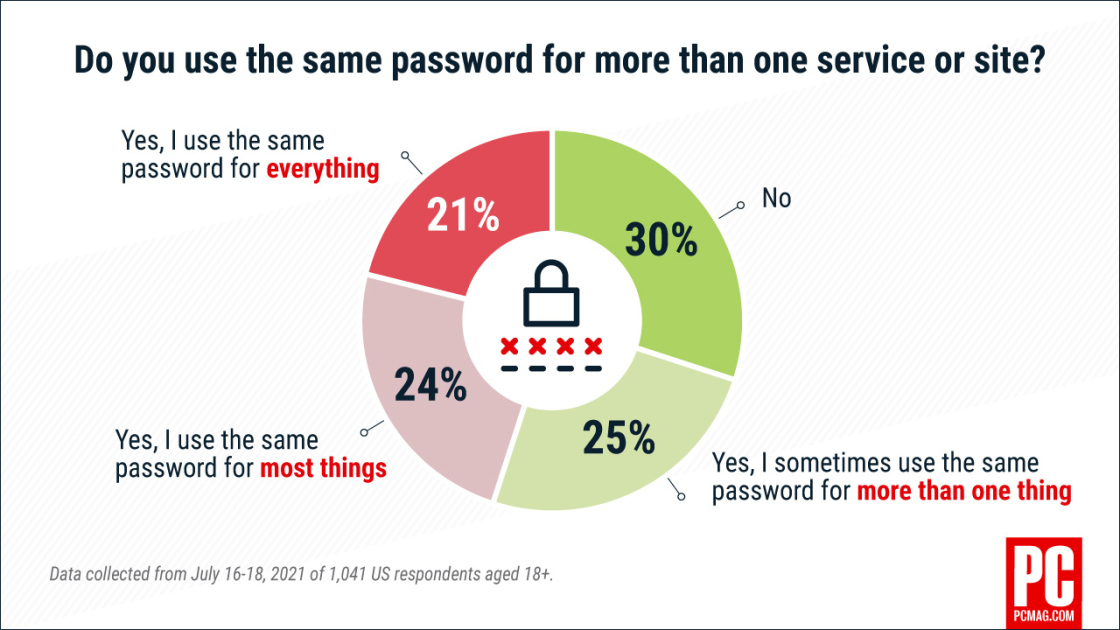 Do you use the same password for more than one service or site?
Yes, I use the same
password for everything
21%
30%
No
24%
Yes, I use the same
password for most things
25%
Yes, I sometimes use the same
password for more than one thing
Data collected from July 16-18, 2021 of 1,041 US respondents aged 18+.
PC
PCMAG.COM